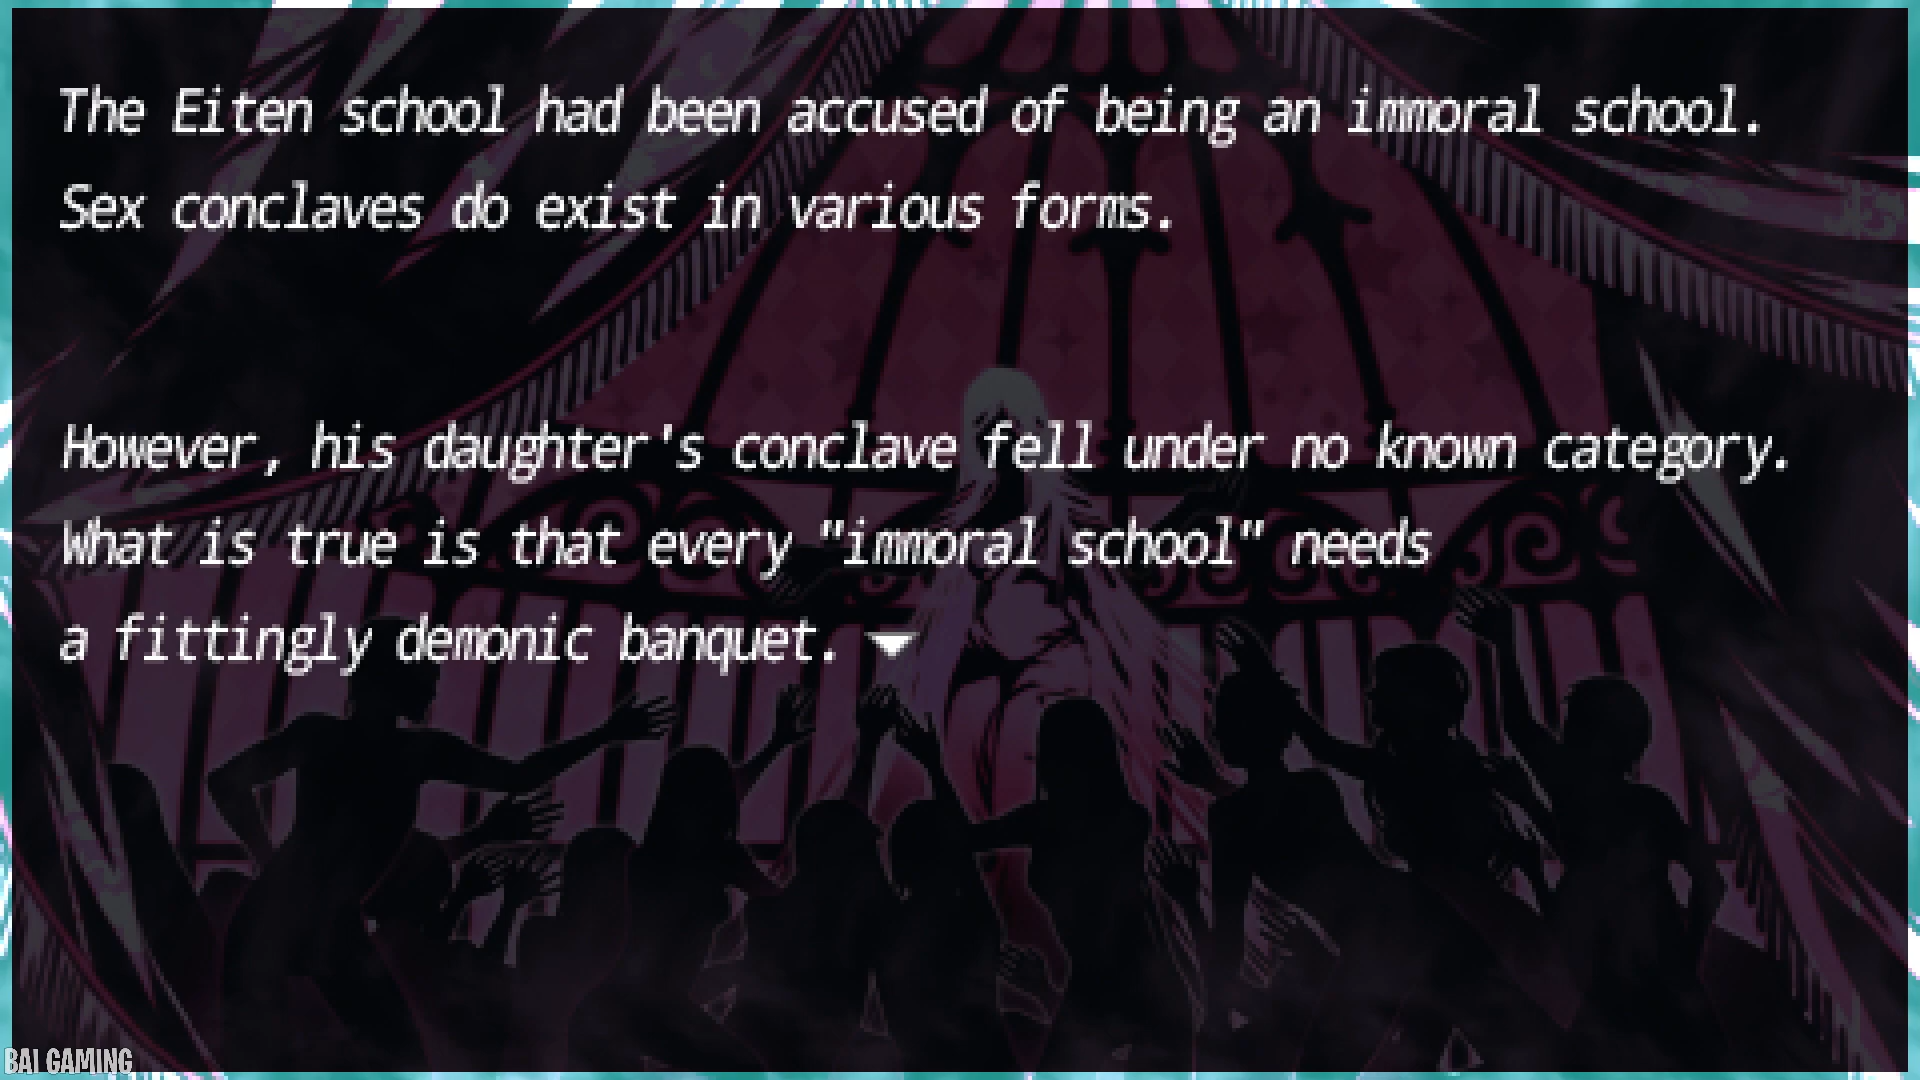 The Eiten school had been accused of being an immoral school.
Sex conclaves do exist in various forms.
However, his daughter's conclave fell under no known category.
What is true is that every "immoral school" needs
a fittingly demonic banquet.
BAI GAMING